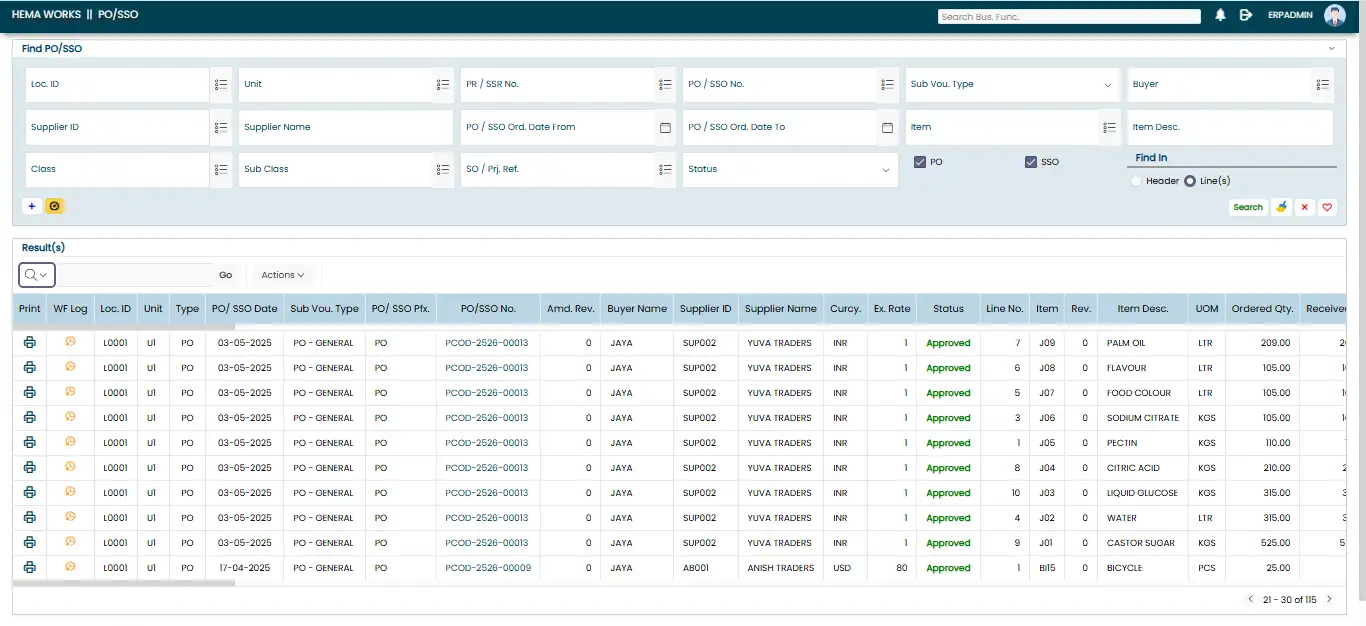 HEMA WORKS || PO/SSO Search Bus. Func. ERPADMIN
Find PO/SSO
Loc. ID Unit PR / SSR No. PO / SSO No. Sub Vou. Type Buyer
Supplier ID Supplier Name PO / SSO Ord. Date From PO / SSO Ord. Date To Item Item Desc.
Class Sub Class SO / Prj. Ref. Status PO SSO Find In
Header Line(s)
+ Search
Result(s)
Go Actions
Print WF Log Loc. ID Unit Type PO/ SSO Date Sub Vou. Type PO/ SSO Pfx. PO/SSO No. Amd. Rev. Buyer Name Supplier ID Supplier Name Curcy. Ex. Rate Status Line No. Item Rev. Item Desc. UOM Ordered Qty.
L0001 U1 PO 03-05-2025 PO - GENERAL PO PCOD-2526-00013 0 JAYA SUP002 YUVA TRADERS INR 1 Approved 7 J09 0 PALM OIL LTR 209.00
L0001 U1 PO 03-05-2025 PO - GENERAL PO PCOD-2526-00013 0 JAYA SUP002 YUVA TRADERS INR 1 Approved 6 J08 0 FLAVOUR LTR 105.00
L0001 U1 PO 03-05-2025 PO - GENERAL PO PCOD-2526-00013 0 JAYA SUP002 YUVA TRADERS INR 1 Approved 5 J07 0 FOOD COLOUR LTR 105.00
L0001 U1 PO 03-05-2025 PO - GENERAL PO PCOD-2526-00013 0 JAYA SUP002 YUVA TRADERS INR 1 Approved 3 J06 0 SODIUM CITRATE KGS 105.00
L0001 U1 PO 03-05-2025 PO - GENERAL PO PCOD-2526-00013 0 JAYA SUP002 YUVA TRADERS INR 1 Approved 1 J05 0 PECTIN KGS 110.00
L0001 U1 PO 03-05-2025 PO - GENERAL PO PCOD-2526-00013 0 JAYA SUP002 YUVA TRADERS INR 1 Approved 8 J04 0 CITRIC ACID KGS 210.00
L0001 U1 PO 03-05-2025 PO - GENERAL PO PCOD-2526-00013 0 JAYA SUP002 YUVA TRADERS INR 1 Approved 10 J03 0 LIQUID GLUCOSE KGS 315.00
L0001 U1 PO 03-05-2025 PO - GENERAL PO PCOD-2526-00013 0 JAYA SUP002 YUVA TRADERS INR 1 Approved 4 J02 0 WATER LTR 315.00
L0001 U1 PO 03-05-2025 PO - GENERAL PO PCOD-2526-00013 0 JAYA SUP002 YUVA TRADERS INR 1 Approved 9 J01 0 CASTOR SUGAR KGS 525.00
L0001 U1 PO 17-04-2025 PO - GENERAL PO PCOD-2526-00009 0 JAYA AB001 ANISH TRADERS USD 80 Approved 1 BI15 0 BICYCLE PCS 25.00
21 - 30 of 115